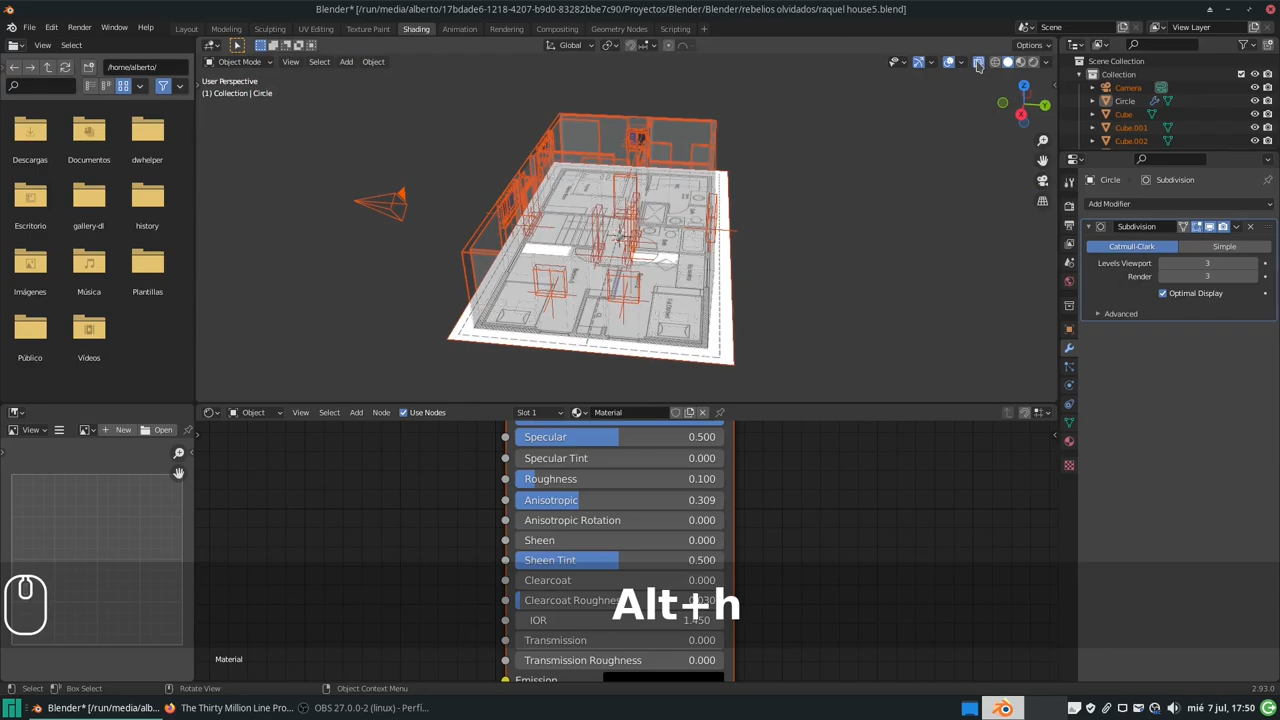 Blender* [/run/media/alberto/17bdade6-1218-4207-b9d0-83282bbe7c90/Proyectos/Blender/Blender/rebelios olvidados/raquel house5.blend]
File Edit Render Window Help Layout Modeling Sculpting UV Editing Texture Paint Shading Animation Rendering Compositing Geometry Nodes Scripting Scene View Layer
View Select Global Options
/home/alberto/ Object Mode View Select Add Object Scene Collection
Collection
User Perspective
(1) Collection | Circle
Camera
Circle
Cube
Cube.001
Cube.002
Descargas Documentos dwhelper
Escritorio gallery-dl history
Imágenes Música Plantillas
Público Vídeos
X
Y
Z
Circle Subdivision
Add Modifier
Subdivision
Catmull-Clark Simple
Levels Viewport 3
Render 3
Optimal Display
Advanced
Object View Select Add Node Use Nodes Slot 1 Material
View New Open
Specular 0.500
Specular Tint 0.000
Roughness 0.100
Anisotropic 0.309
Anisotropic Rotation 0.000
Sheen 0.000
Sheen Tint 0.500
Clearcoat 0.000
Clearcoat Roughness 0.030
IOR 1.450
Transmission 0.000
Transmission Roughness 0.000
Emission
Alt+h
Material
Select Box Select Rotate View Object Context Menu 2.93.0
Blender* [/run/media/alb... The Thirty Million Line Pro... OBS 27.0.0-2 (linux) - Perfi... mié 7 jul, 17:50